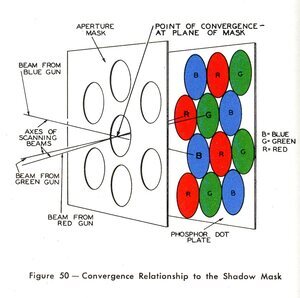 APERTURE
MASK
POINT OF CONVERGENCE —
AT PLANE OF MASK
BEAM FROM
BLUE GUN
AXES OF
SCANNING
BEAMS
BEAM FROM
GREEN GUN
BEAM FROM
RED GUN
B R G
R G B
B R G
R G B
B=BLUE
G=GREEN
R=RED
PHOSPHOR DOT
PLATE
Figure 50 — Convergence Relationship to the Shadow Mask